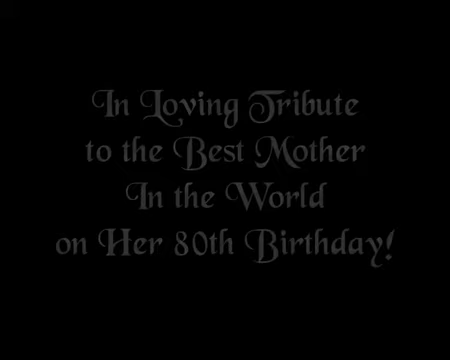 In Loving Tribute
to the Best Mother
In the World
on Her 80th Birthday!